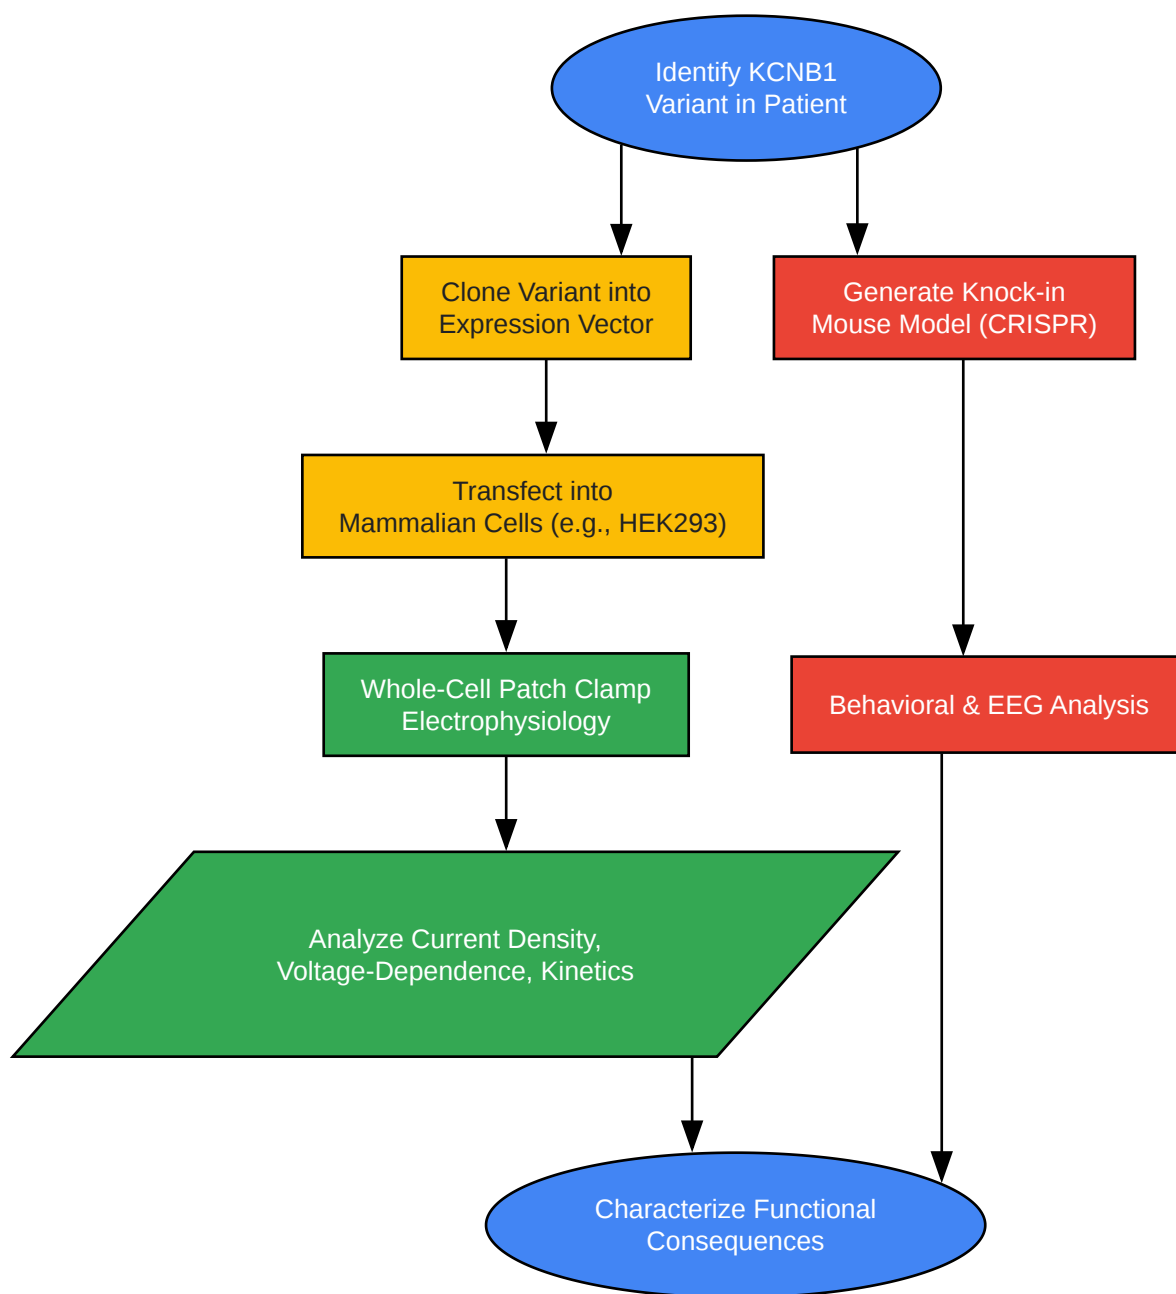 Identify KCNB1
Variant in Patient
Clone Variant into
Expression Vector
Generate Knock-in
Mouse Model (CRISPR)
Transfect into
Mammalian Cells (e.g., HEK293)
Whole-Cell Patch Clamp
Electrophysiology
Behavioral & EEG Analysis
Analyze Current Density,
Voltage-Dependence, Kinetics
Characterize Functional
Consequences